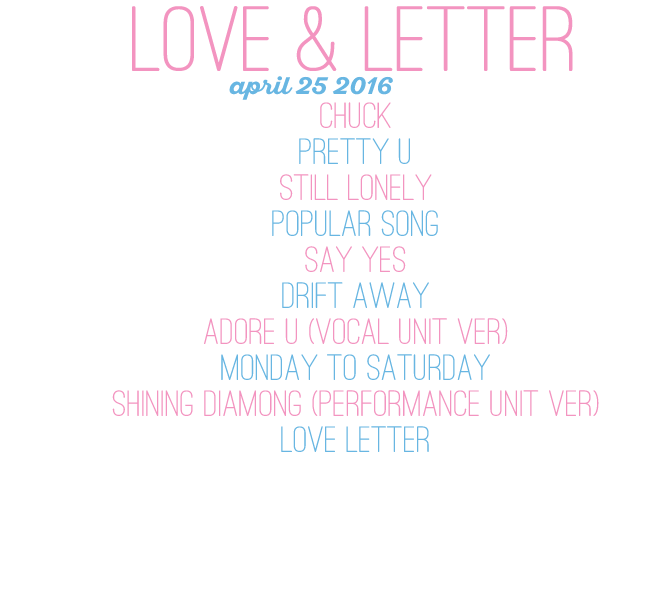 LOVE & LETTER
april 25 2016
CHUCK
PRETTY U
STILL LONELY
POPULAR SONG
SAY YES
DRIFT AWAY
ADORE U (VOCAL UNIT VER)
MONDAY TO SATURDAY
SHINING DIAMONG (PERFORMANCE UNIT VER)
LOVE LETTER